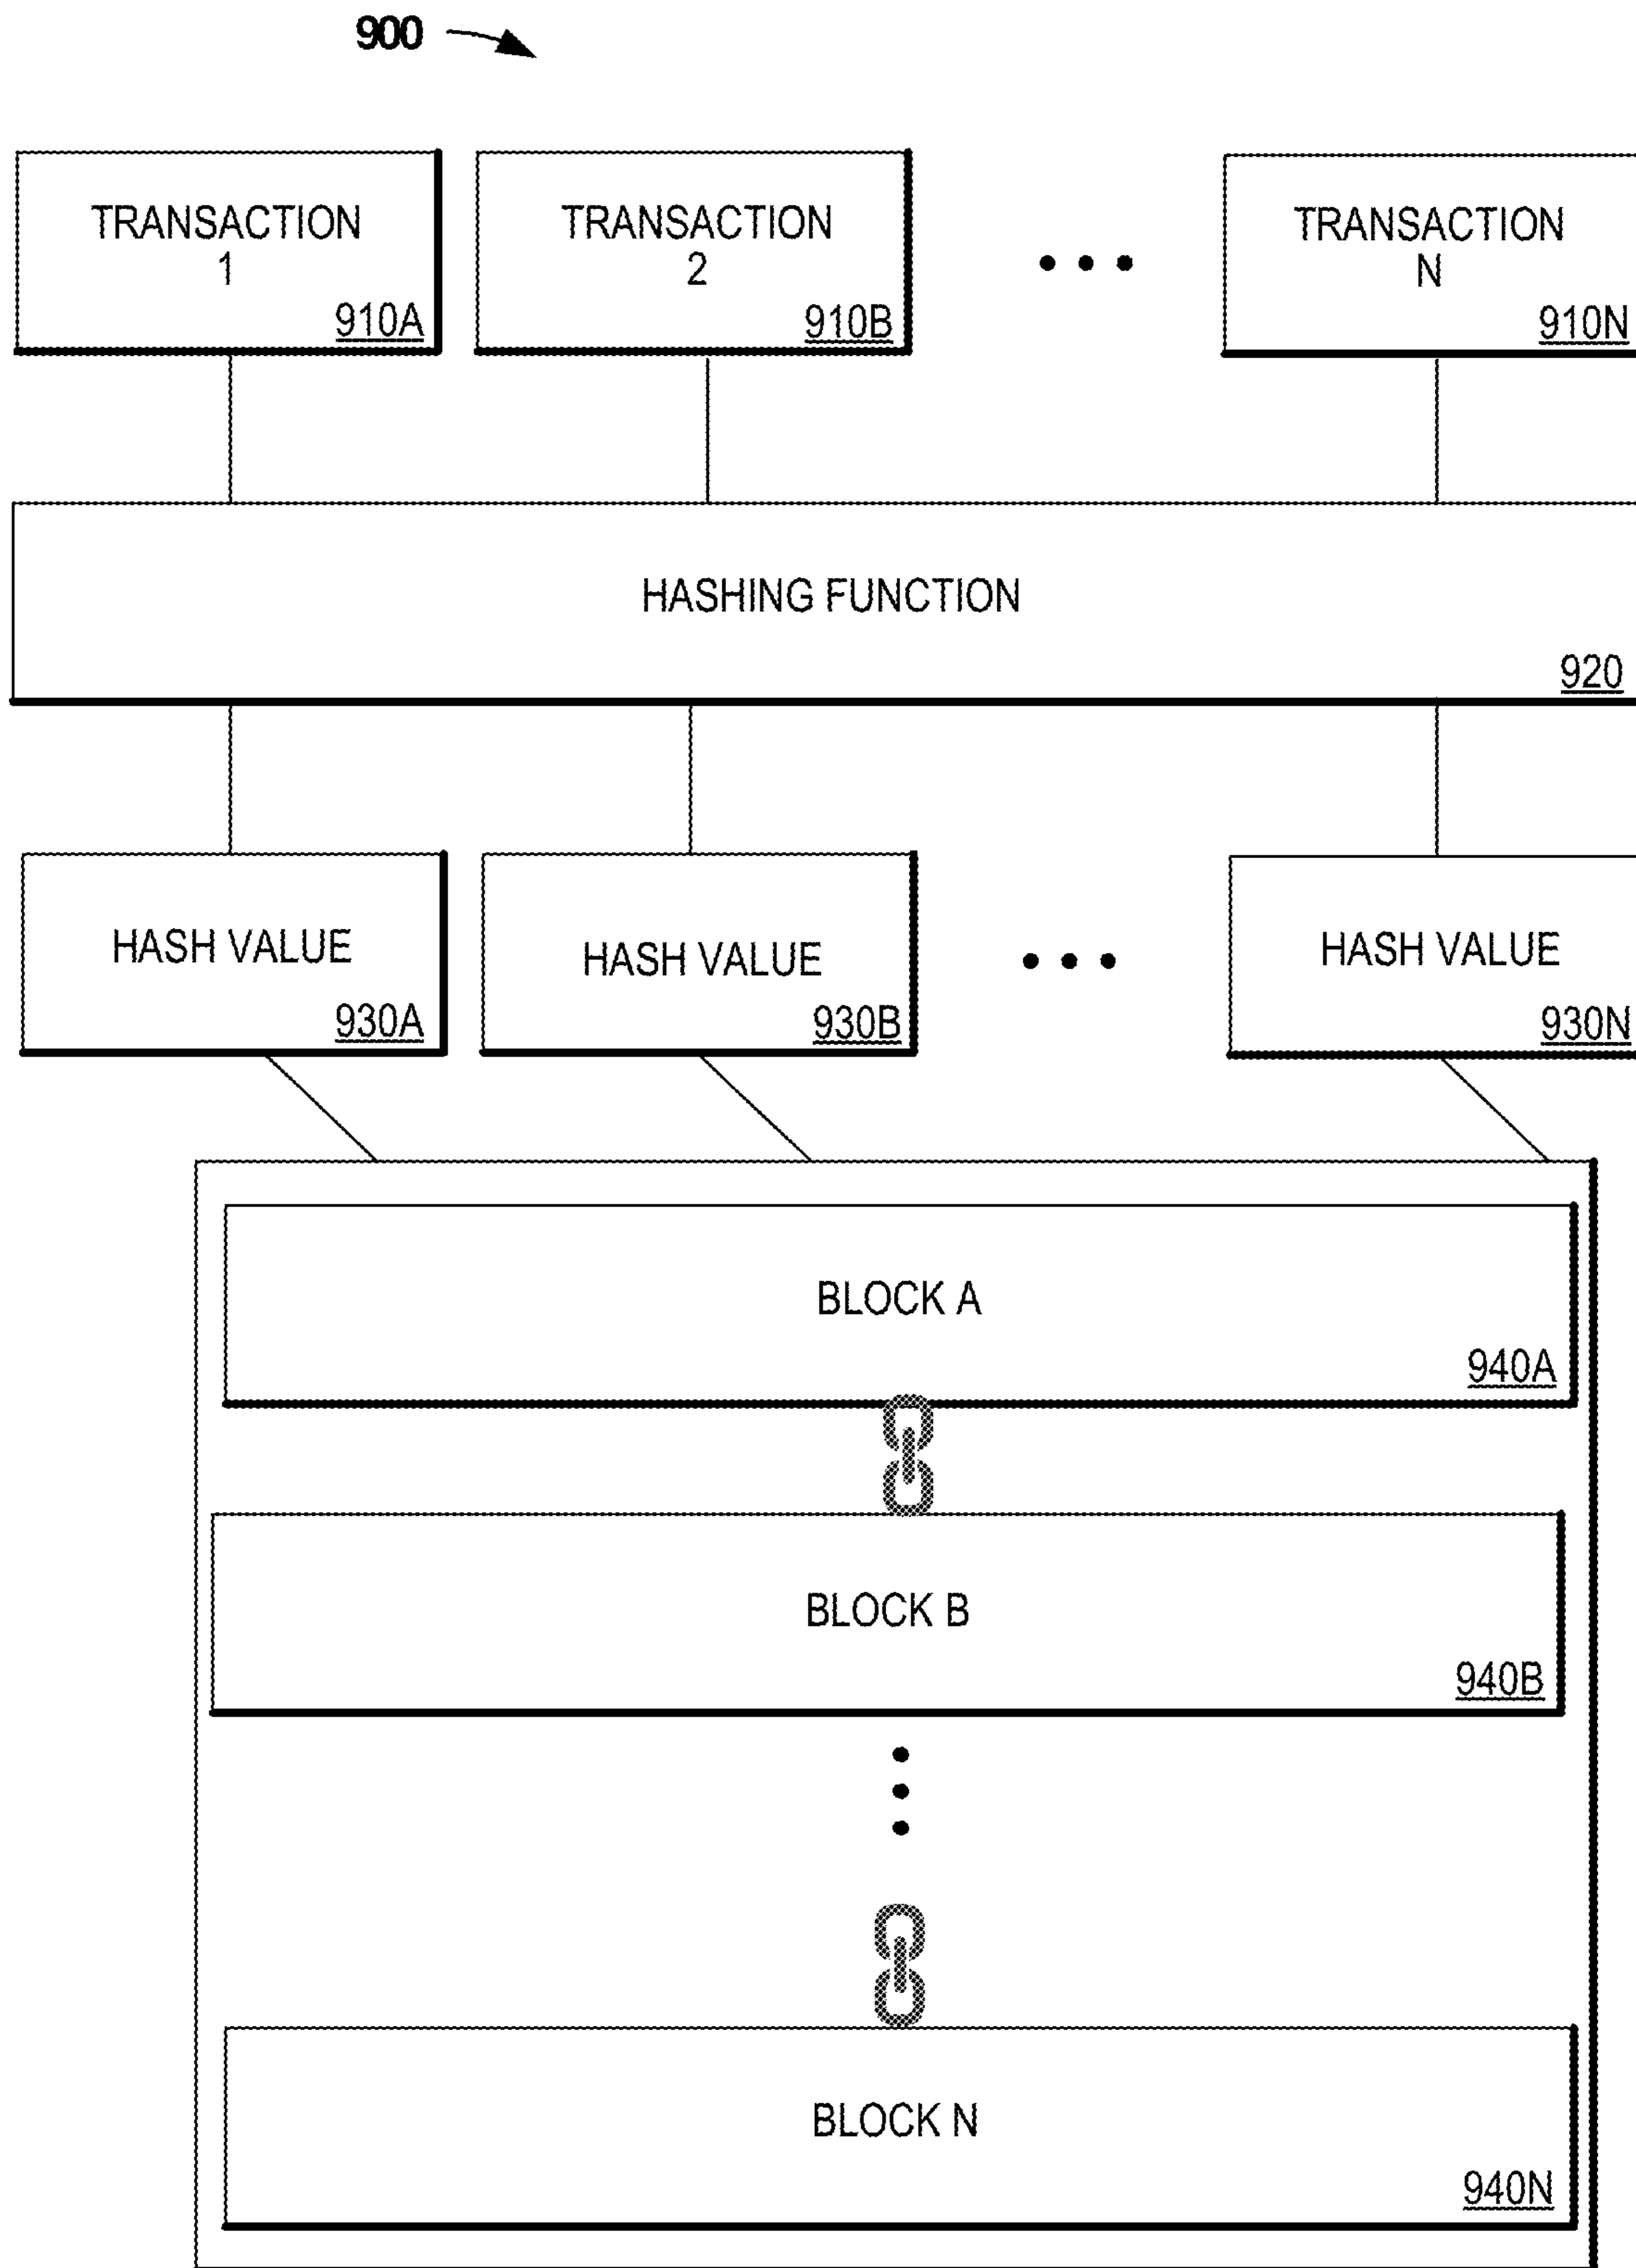 900
TRANSACTION
1
910A
TRANSACTION
2
910B
TRANSACTION
N
910N
HASHING FUNCTION
920
HASH VALUE
930A
HASH VALUE
930B
HASH VALUE
930N
BLOCK A
940A
BLOCK B
940B
BLOCK N
940N